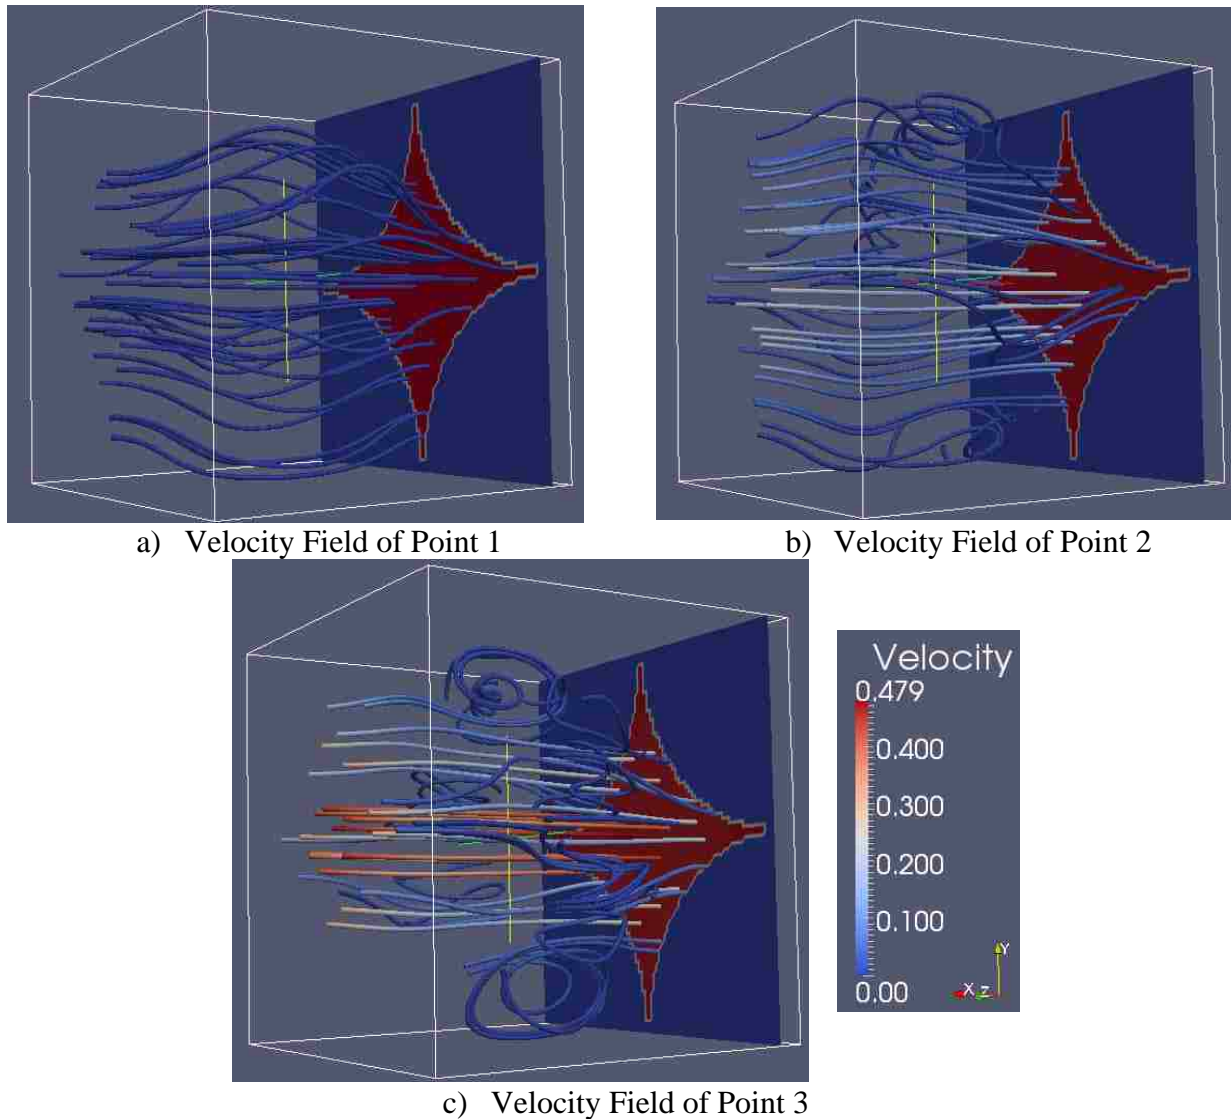 a) Velocity Field of Point 1
b) Velocity Field of Point 2
Velocity
0.479
0.400
0.300
0.200
0.100
0.00
Y
X Z
c) Velocity Field of Point 3